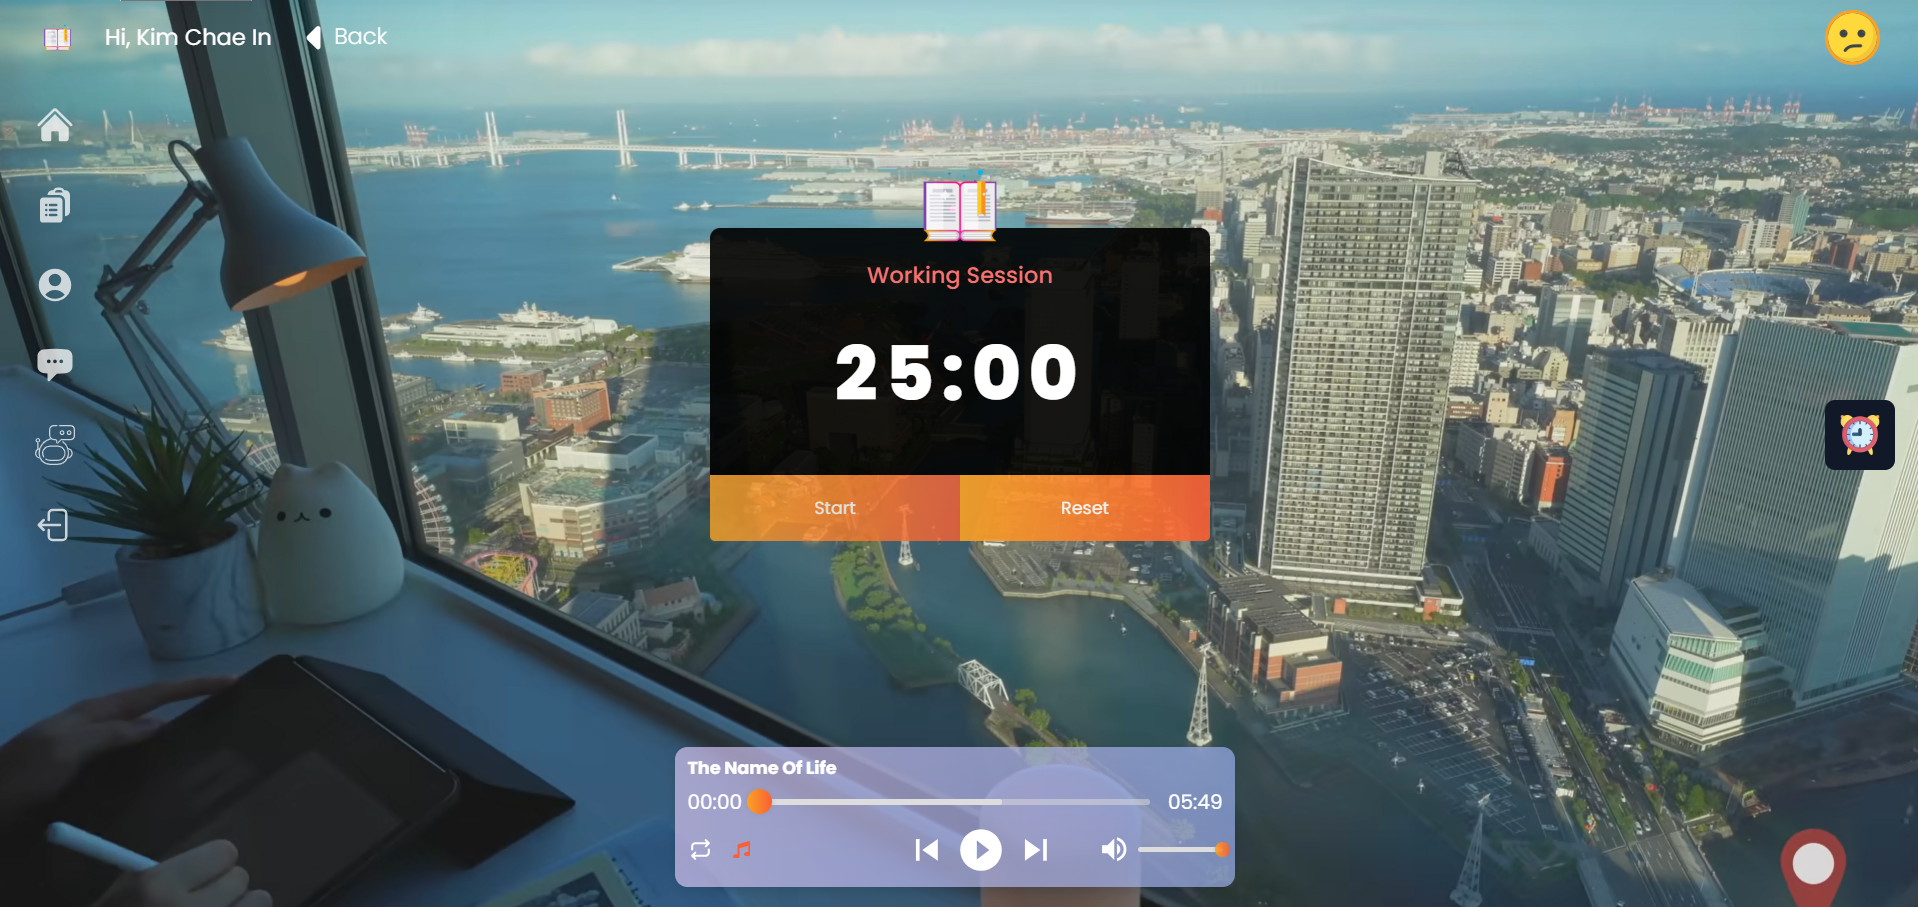 Hi, Kim Chae In
Back
Working Session
25:00
Start
Reset
The Name Of Life
00:00
05:49